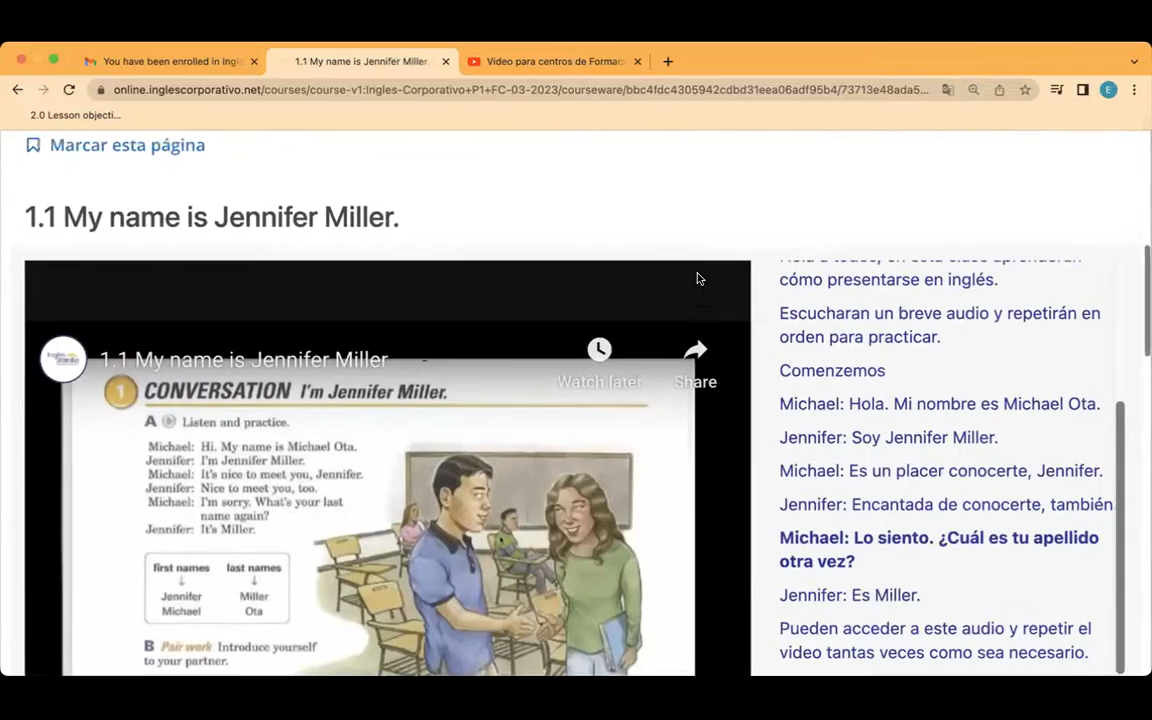 You have been enrolled in Ingle
1.1 My name is Jennifer Miller.
Video para centros de Formac
online.inglescorporativo.net/courses/course-v1:Ingles-Corporativo+P1+FC-03-2023/courseware/bbc4fdc4305942cdbd31eea06adf95b4/73713e48ada5...
E
2.0 Lesson objecti...
Marcar esta página
1.1 My name is Jennifer Miller.
1.1 My name is Jennifer Miller
Watch later
Share
1 CONVERSATION I'm Jennifer Miller.
A Listen and practice.
Michael: Hi. My name is Michael Ota.
Jennifer: I'm Jennifer Miller.
Michael: It's nice to meet you, Jennifer.
Jennifer: Nice to meet you, too.
Michael: I'm sorry. What's your last
name again?
Jennifer: It's Miller.
first names last names
Jennifer Miller
Michael Ota
B Pair work Introduce yourself
to your partner.
cómo presentarse en inglés.
Escucharan un breve audio y repetirán en
orden para practicar.
Comenzemos
Michael: Hola. Mi nombre es Michael Ota.
Jennifer: Soy Jennifer Miller.
Michael: Es un placer conocerte, Jennifer.
Jennifer: Encantada de conocerte, también
Michael: Lo siento. ¿Cuál es tu apellido
otra vez?
Jennifer: Es Miller.
Pueden acceder a este audio y repetir el
video tantas veces como sea necesario.